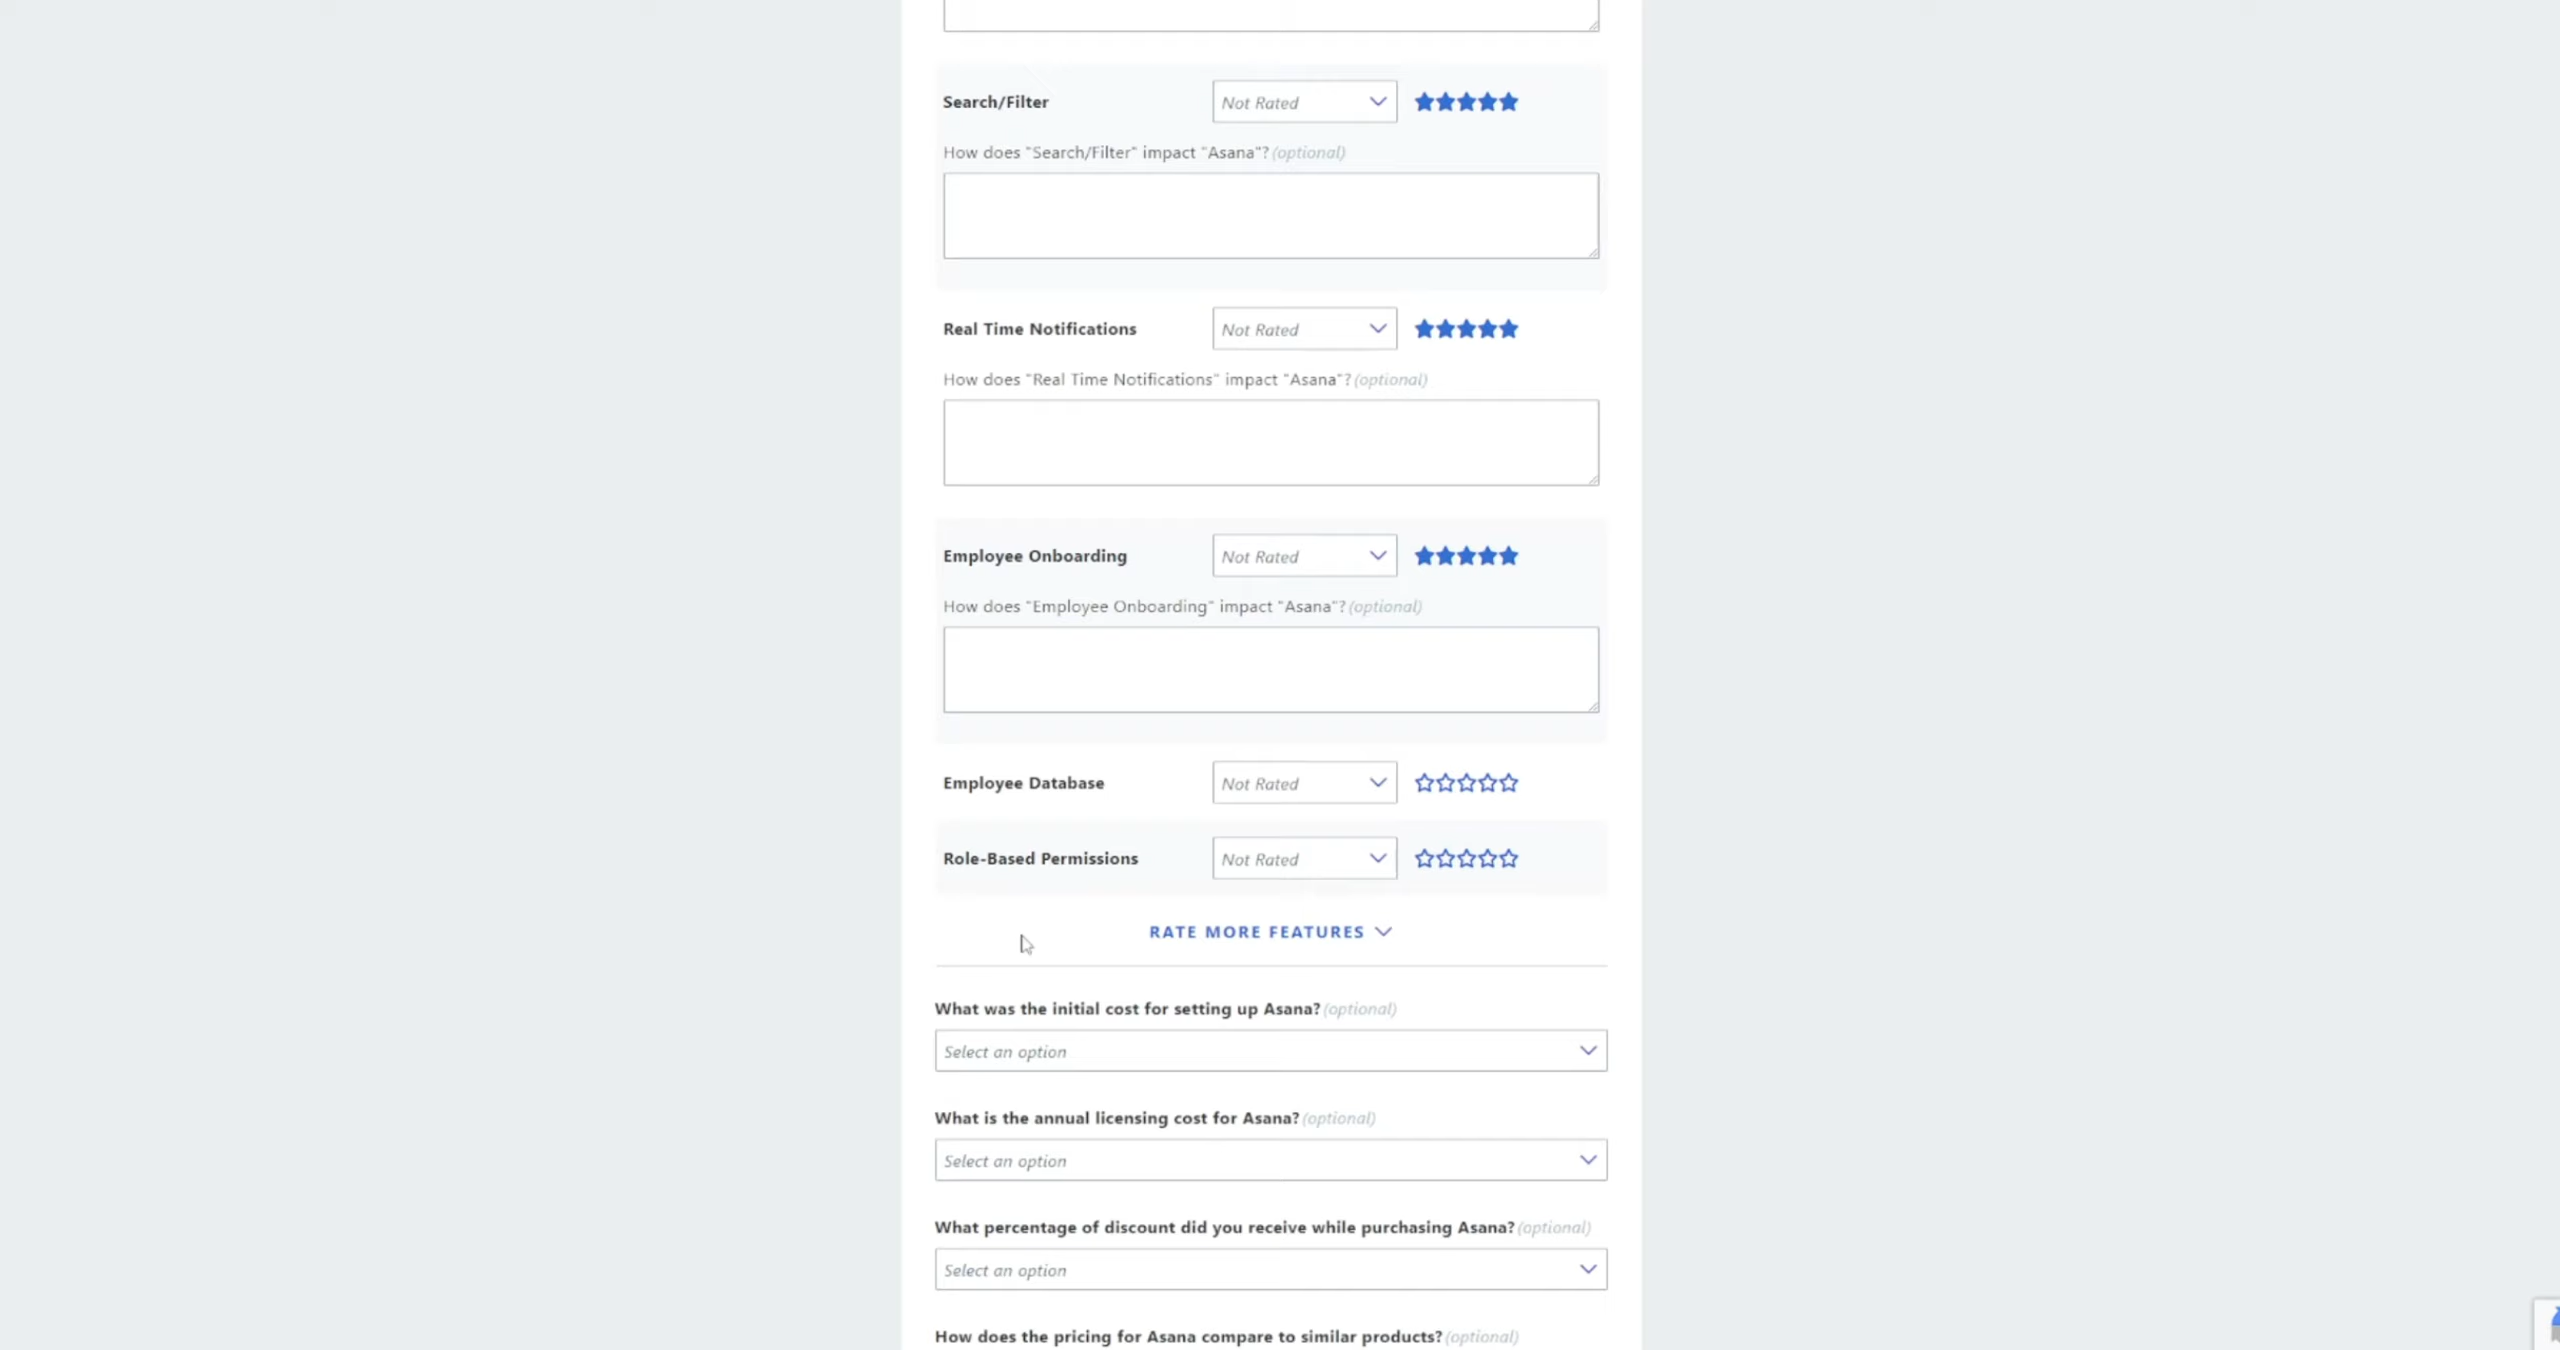 Search/Filter Not Rated
How does "Search/Filter" impact "Asana"? (optional)
Real Time Notifications Not Rated
How does "Real Time Notifications" impact "Asana"? (optional)
Employee Onboarding Not Rated
How does "Employee Onboarding" impact "Asana"? (optional)
Employee Database Not Rated
Role-Based Permissions Not Rated
RATE MORE FEATURES
What was the initial cost for setting up Asana? (optional)
Select an option
What is the annual licensing cost for Asana? (optional)
Select an option
What percentage of discount did you receive while purchasing Asana? (optional)
Select an option
How does the pricing for Asana compare to similar products? (optional)